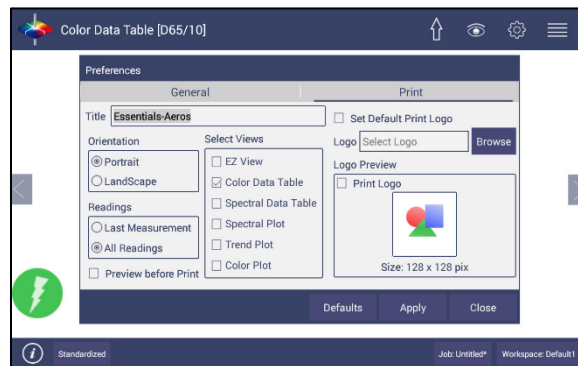 Color Data Table [D65/10]
Preferences
General
Print
Title Essentials-Aeros
Set Default Print Logo
Orientation
Select Views
Logo Select Logo Browse
Portrait
LandScape
EZ View
Color Data Table
Spectral Data Table
Spectral Plot
Trend Plot
Color Plot
Logo Preview
Print Logo
Readings
Last Measurement
All Readings
Preview before Print
Size: 128 x 128 pix
Defaults Apply Close
i Standardized Job: Untitled* Workspace: Default1